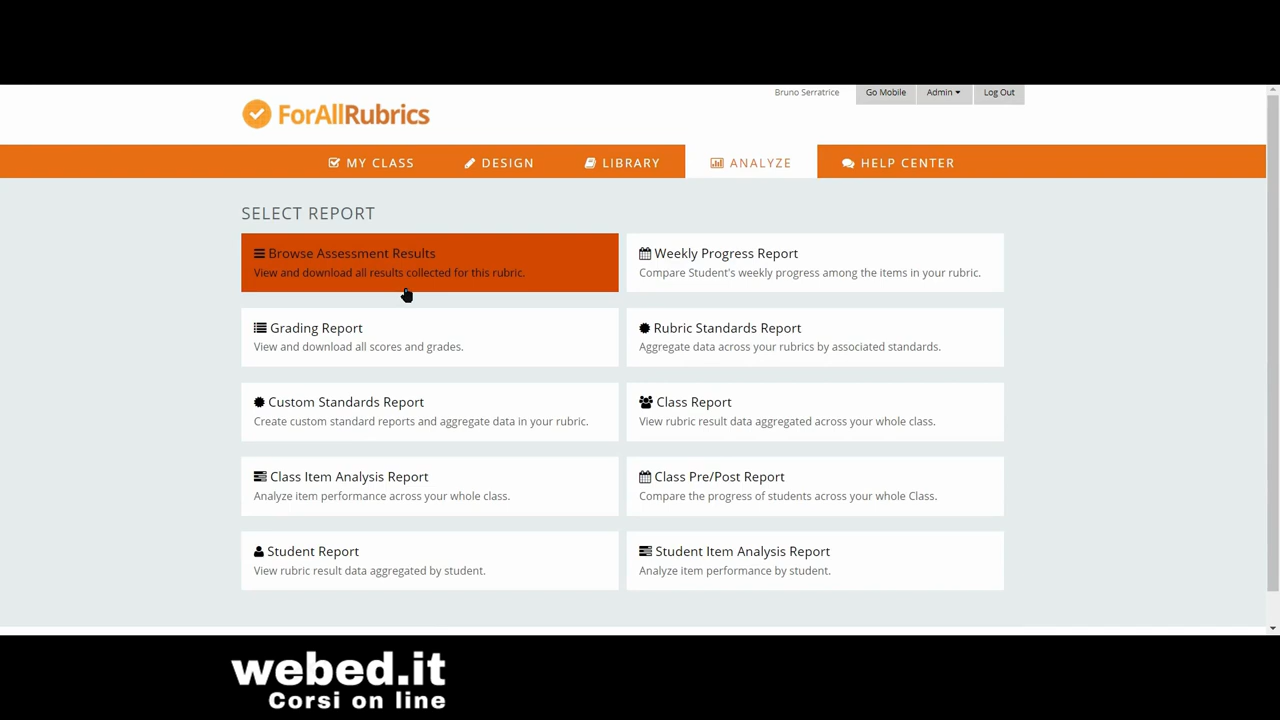 Bruno Serratrice
Go Mobile
Admin
Log Out
ForAllRubrics
MY CLASS
DESIGN
LIBRARY
ANALYZE
HELP CENTER
SELECT REPORT
Browse Assessment Results
View and download all results collected for this rubric.
Weekly Progress Report
Compare Student's weekly progress among the items in your rubric.
Grading Report
View and download all scores and grades.
Rubric Standards Report
Aggregate data across your rubrics by associated standards.
Custom Standards Report
Create custom standard reports and aggregate data in your rubric.
Class Report
View rubric result data aggregated across your whole class.
Class Item Analysis Report
Analyze item performance across your whole class.
Class Pre/Post Report
Compare the progress of students across your whole Class.
Student Report
View rubric result data aggregated by student.
Student Item Analysis Report
Analyze item performance by student.
webed.it
Corsi on line